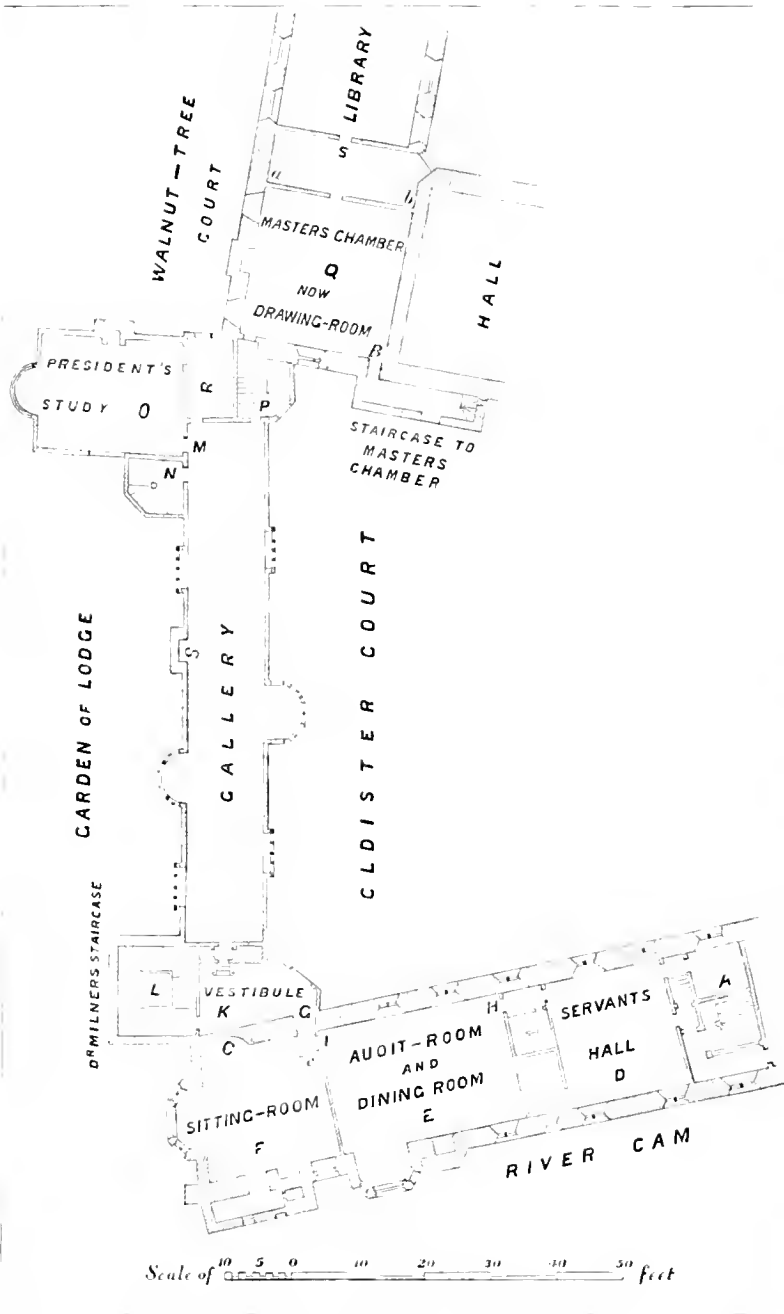 LIBRARY
WALNUT-TREE
COURT
S
a
b
MASTERS CHAMBER
Q
NOW
DRAWING-ROOM
HALL
B
PRESIDENT'S
STUDY O
R
P
M
N
STAIRCASE TO
MASTERS
CHAMBER
GARDEN OF LODGE
S
GALLERY
CLOISTER COURT
DR MILNERS STAIRCASE
L
VESTIBULE
K
G
C
I
H
A
SERVANTS
HALL
D
AUDIT-ROOM
AND
DINING ROOM
E
SITTING-ROOM
F
RIVER CAM
Scale of 10 5 0 10 20 30 40 50 feet